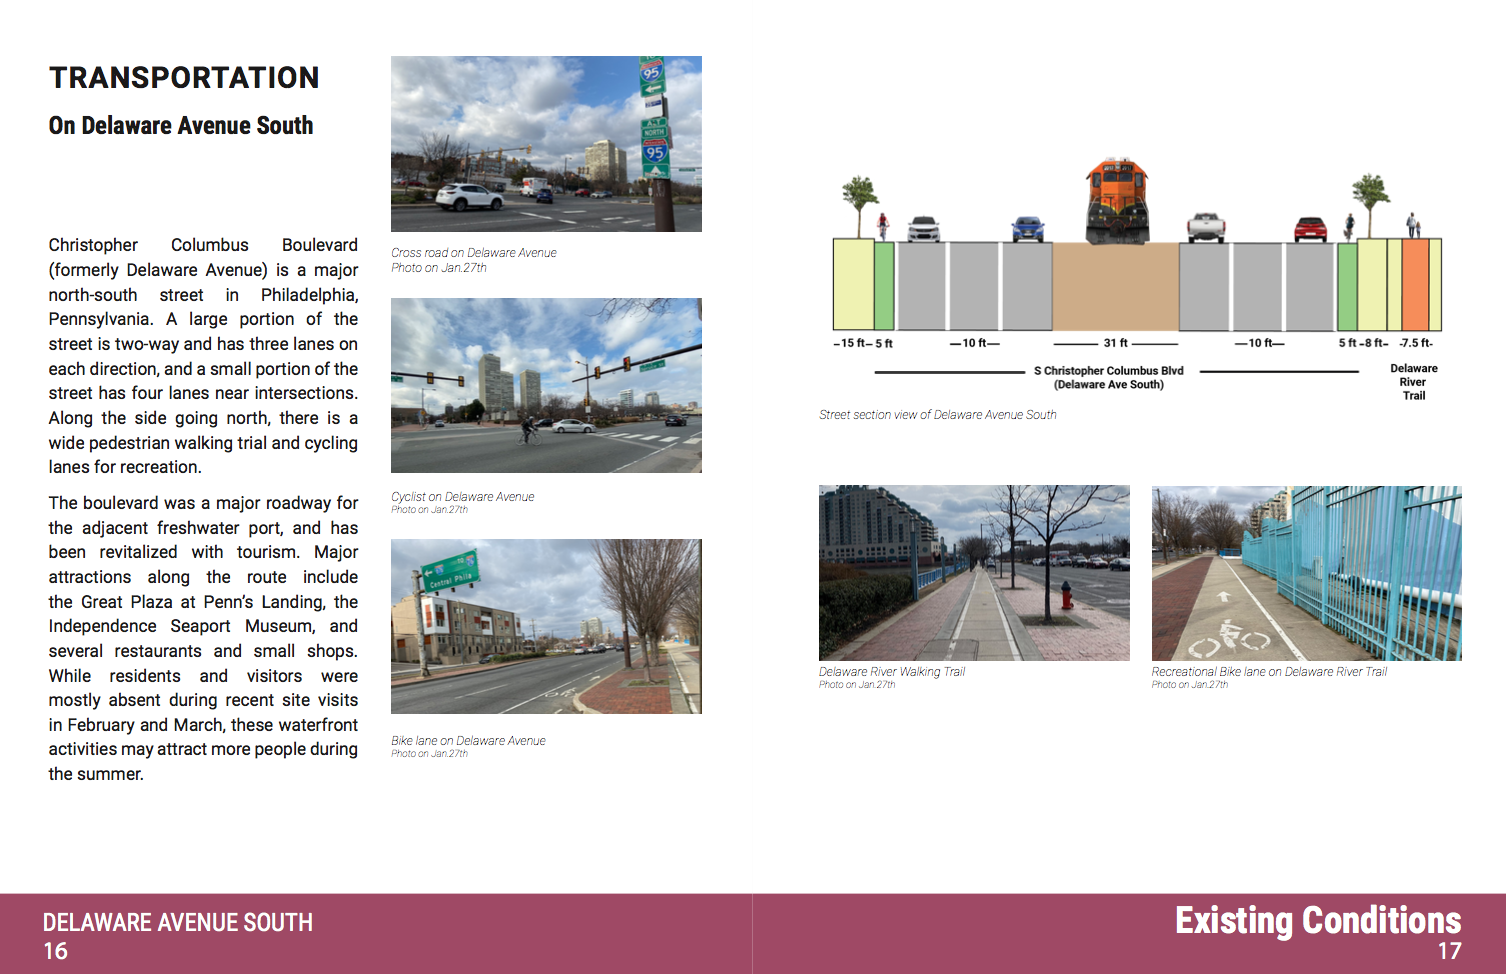 TRANSPORTATION
On Delaware Avenue South
Christopher Columbus Boulevard
(formerly Delaware Avenue) is a major
north-south street in Philadelphia,
Pennsylvania. A large portion of the
street is two-way and has three lanes on
each direction, and a small portion of the
street has four lanes near intersections.
Along the side going north, there is a
wide pedestrian walking trial and cycling
lanes for recreation.
The boulevard was a major roadway for
the adjacent freshwater port, and has
been revitalized with tourism. Major
attractions along the route include
the Great Plaza at Penn's Landing, the
Independence Seaport Museum, and
several restaurants and small shops.
While residents and visitors were
mostly absent during recent site visits
in February and March, these waterfront
activities may attract more people during
the summer.
TO
95
ALT
NORTH
95
Cross road on Delaware Avenue
Photo on Jan.27th
Cyclist on Delaware Avenue
Photo on Jan.27th
Central Phila
Bike lane on Delaware Avenue
Photo on Jan.27th
15 ft 5 ft 10 ft 31 ft 10 ft 5 ft 8 ft 7.5 ft
S Christopher Columbus Blvd
(Delaware Ave South)
Delaware
River
Trail
Street section view of Delaware Avenue South
Delaware River Walking Trail
Photo on Jan.27th
Recreational Bike lane on Delaware River Trail
Photo on Jan.27th
DELAWARE AVENUE SOUTH
16
Existing Conditions
17